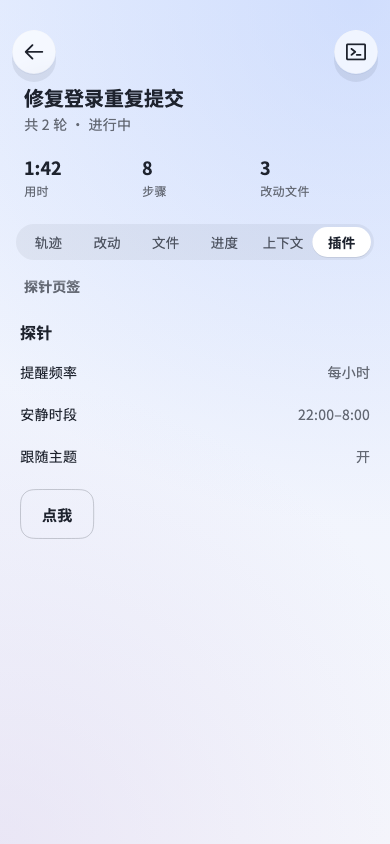 修复登录重复提交
共 2 轮 · 进行中
1:42 8 3
用时 步骤 改动文件
轨迹 改动 文件 进度 上下文 插件
探针页签
探针
提醒频率 每小时
安静时段 22:00–8:00
跟随主题 开
点我